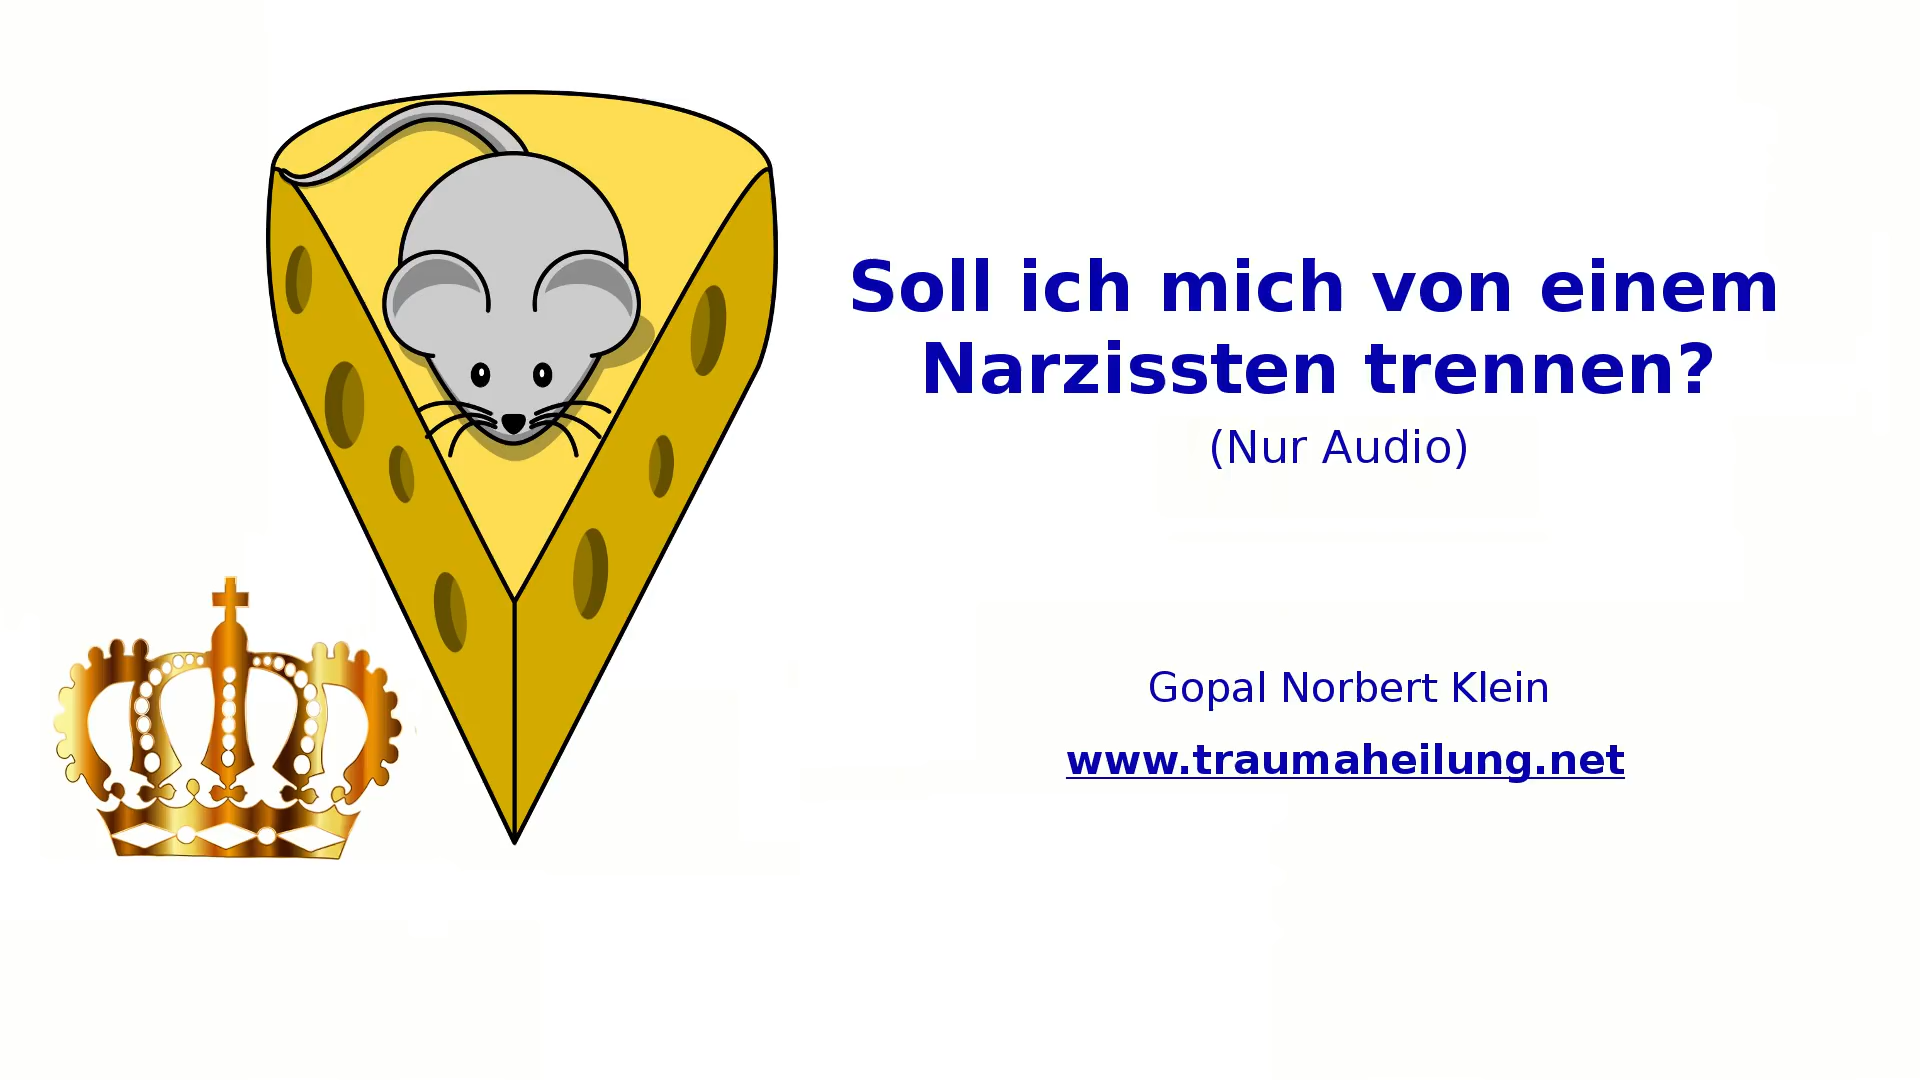 Soll ich mich von einem
Narzissten trennen?
(Nur Audio)
Gopal Norbert Klein
www.traumaheilung.net